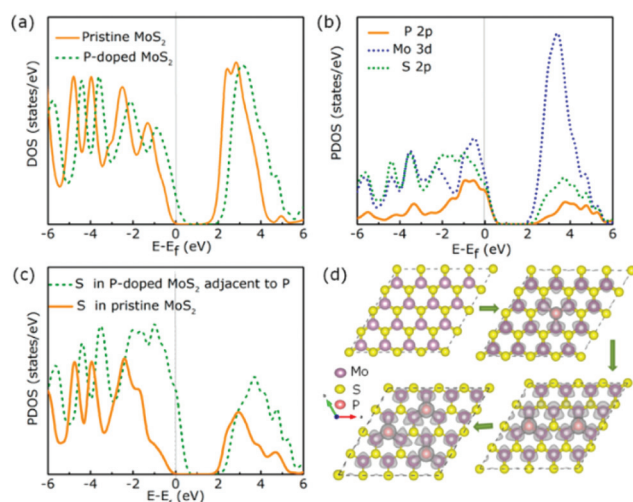 (a)
Pristine MoS₂
P-doped MoS₂
DOS (states/eV)
-6 -4 -2 0 2 4 6
E-E_f (eV)
(b)
P 2p
Mo 3d
S 2p
PDOS (states/eV)
-6 -4 -2 0 2 4 6
E-E_f (eV)
(c)
S in P-doped MoS₂ adjacent to P
S in pristine MoS₂
PDOS (states/eV)
-6 -4 -2 0 2 4 6
(d)
Mo
S
P